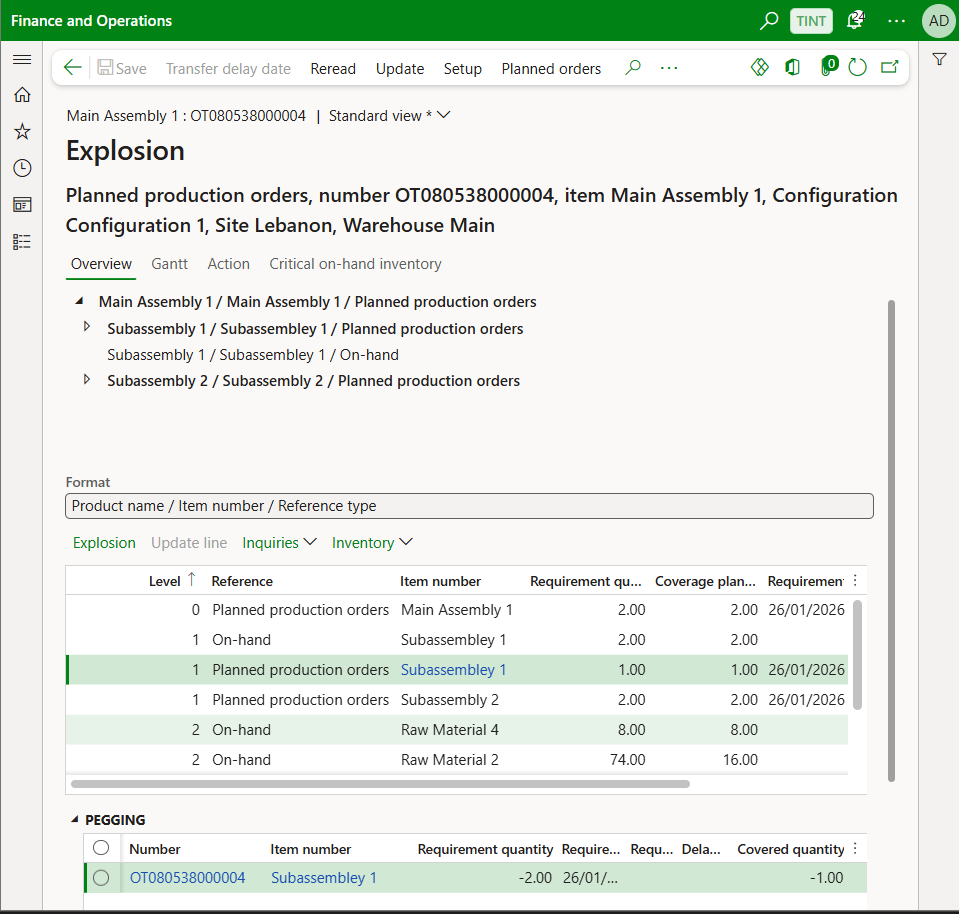 Finance and Operations
TINT
24
AD
Save
Transfer delay date
Reread
Update
Setup
Planned orders
0
Main Assembly 1 : OT080538000004 | Standard view *
Explosion
Planned production orders, number OT080538000004, item Main Assembly 1, Configuration
Configuration 1, Site Lebanon, Warehouse Main
Overview Gantt Action Critical on-hand inventory
Main Assembly 1 / Main Assembly 1 / Planned production orders
Subassembly 1 / Subassembley 1 / Planned production orders
Subassembly 1 / Subassembley 1 / On-hand
Subassembly 2 / Subassembly 2 / Planned production orders
Format
Product name / Item number / Reference type
Explosion Update line Inquiries Inventory
Level Reference Item number Requirement qu... Coverage plan... Requirement
0 Planned production orders Main Assembly 1 2.00 2.00 26/01/2026
1 On-hand Subassembley 1 2.00 2.00
1 Planned production orders Subassembley 1 1.00 1.00 26/01/2026
1 Planned production orders Subassembly 2 2.00 2.00 26/01/2026
2 On-hand Raw Material 4 8.00 8.00
2 On-hand Raw Material 2 74.00 16.00
PEGGING
Number Item number Requirement quantity Require... Requ... Dela... Covered quantity
OT080538000004 Subassembley 1 -2.00 26/01/... -1.00